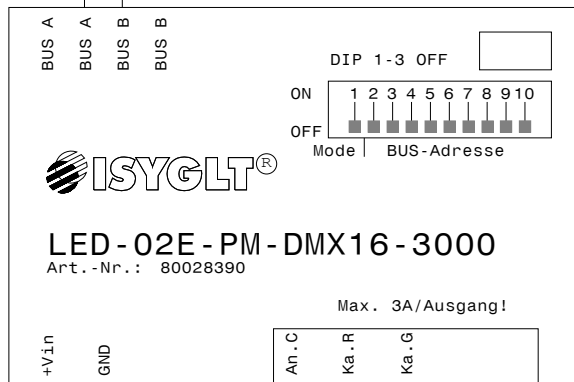 BUS A
BUS A
BUS B
BUS B
DIP 1-3 OFF
ON
1 2 3 4 5 6 7 8 9 10
OFF
Mode
BUS-Adresse
ISYGLT®
LED-02E-PM-DMX16-3000
Art.-Nr.: 80028390
Max. 3A/Ausgang!
+Vin
GND
An.C
Ka.R
Ka.G